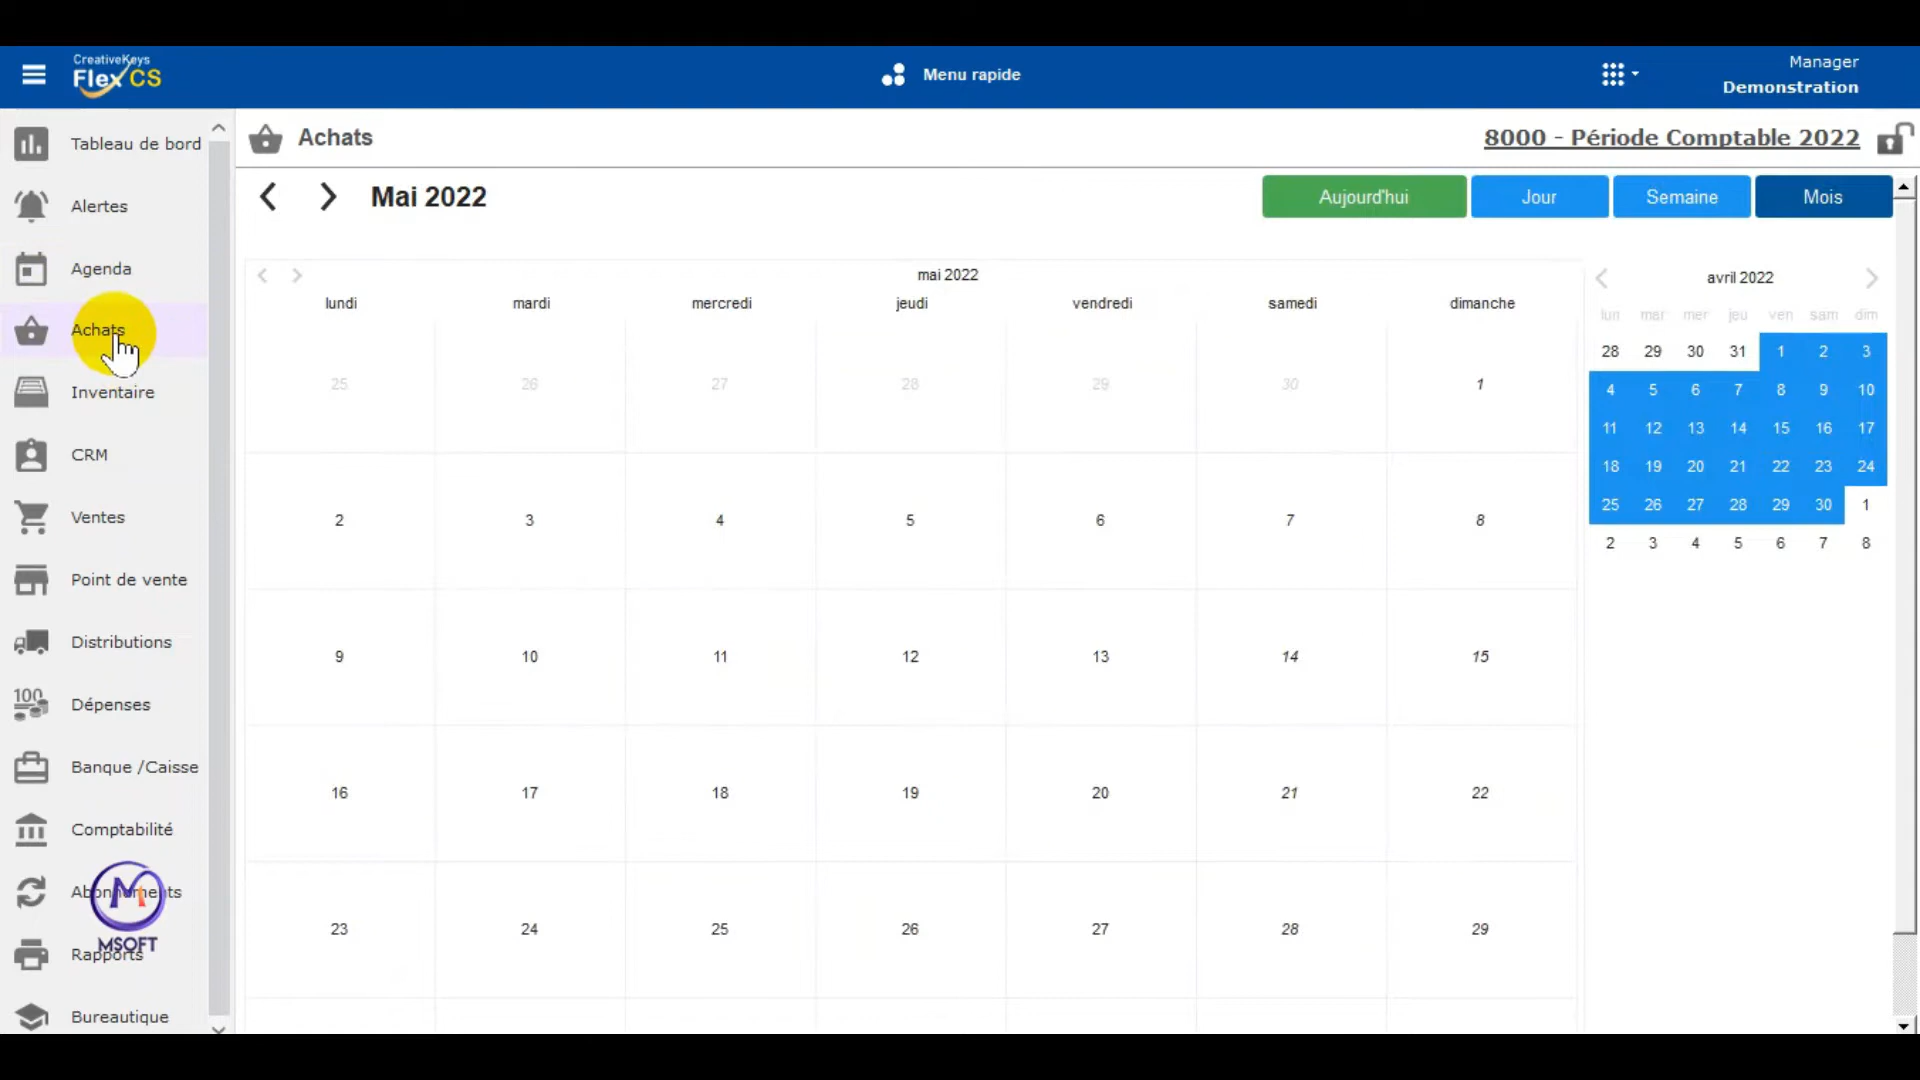 CreativeKeys
FlexCS
Menu rapide
Manager
Demonstration
Tableau de bord
Alertes
Agenda
Achats
Inventaire
CRM
Ventes
Point de vente
Distributions
100
Dépenses
Banque /Caisse
Comptabilité
Abonnements
MSOFT
Rapports
Bureautique
Achats
8000 - Période Comptable 2022
Mai 2022
Aujourd'hui
Jour
Semaine
Mois
mai 2022
lundi mardi mercredi jeudi vendredi samedi dimanche
25 26 27 28 29 30 1
2 3 4 5 6 7 8
9 10 11 12 13 14 15
16 17 18 19 20 21 22
23 24 25 26 27 28 29
avril 2022
lun mar mer jeu ven sam dim
28 29 30 31 1 2 3
4 5 6 7 8 9 10
11 12 13 14 15 16 17
18 19 20 21 22 23 24
25 26 27 28 29 30 1
2 3 4 5 6 7 8